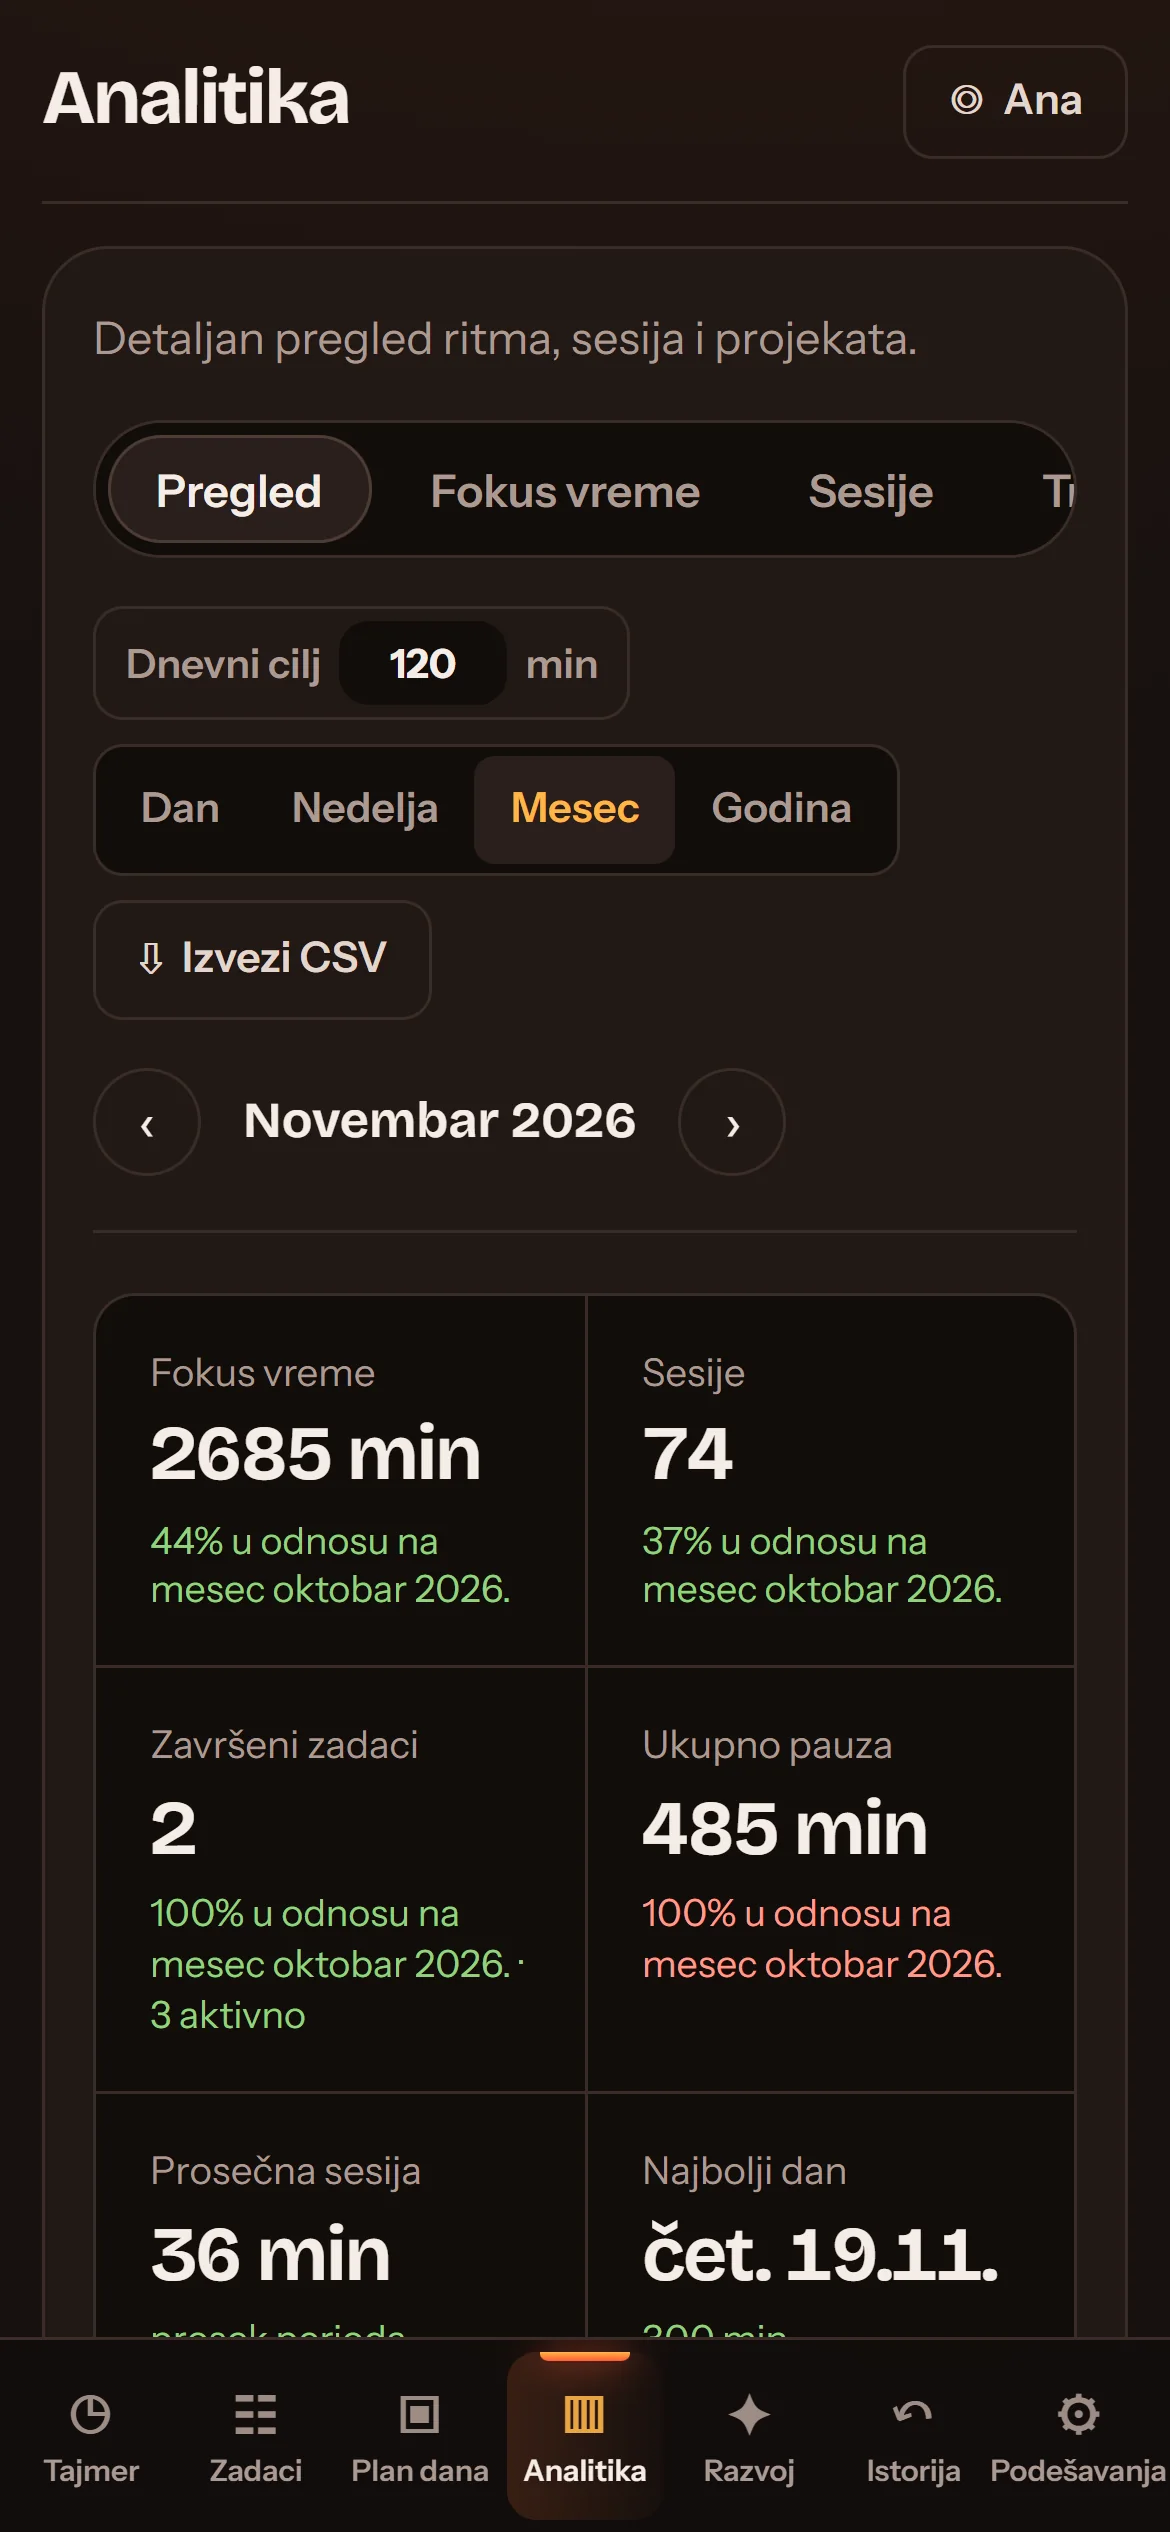 Analitika
Ana
Detaljan pregled ritma, sesija i projekata.
Pregled Fokus vreme Sesije
Dnevni cilj 120 min
Dan Nedelja Mesec Godina
⇩ Izvezi CSV
‹ Novembar 2026 ›
Fokus vreme
2685 min
44% u odnosu na
mesec oktobar 2026.
Sesije
74
37% u odnosu na
mesec oktobar 2026.
Završeni zadaci
2
100% u odnosu na
mesec oktobar 2026. ·
3 aktivno
Ukupno pauza
485 min
100% u odnosu na
mesec oktobar 2026.
Prosečna sesija
36 min
prosek perioda
Najbolji dan
čet. 19.11.
300 min
Tajmer Zadaci Plan dana Analitika Razvoj Istorija Podešavanja